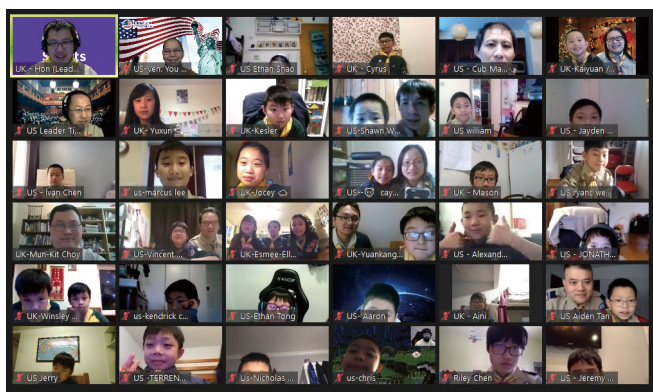 UK - Hon (Lead...
US-ven. You ...
US Ethan Shao
UK - Cyrus
US - Cub Ma...
UK-Kaiyuan /...
US Leader Ti...
UK- Yuxun
UK-Kesler
US-Shawn W...
US william
US - Jayden ...
US - Ivan Chen
us-marcus lee
UK-Jocey
US-- cay...
UK - Mason
US ryang we...
UK-Mun-Kit Choy
US-Vincent ...
UK-Esmee-Ell...
UK-Yuankang...
US - Alexand...
US - JONATH...
UK-Winsley ...
us-kendrick c...
US-Ethan Tong
US- Aaron
UK - Aini
US Aiden Tan
US Jerry
US -TERREN...
Us-Nicholas ...
us-chris
Riley Chen
US - Jeremy ...